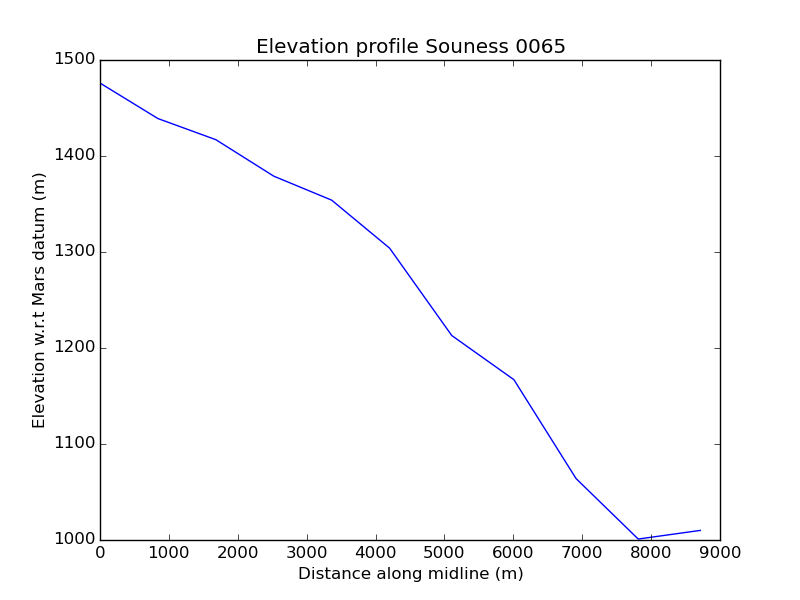 Elevation profile Souness 0065
1500
1400
1300
1200
1100
1000
Elevation w.r.t Mars datum (m)
0 1000 2000 3000 4000 5000 6000 7000 8000 9000
Distance along midline (m)